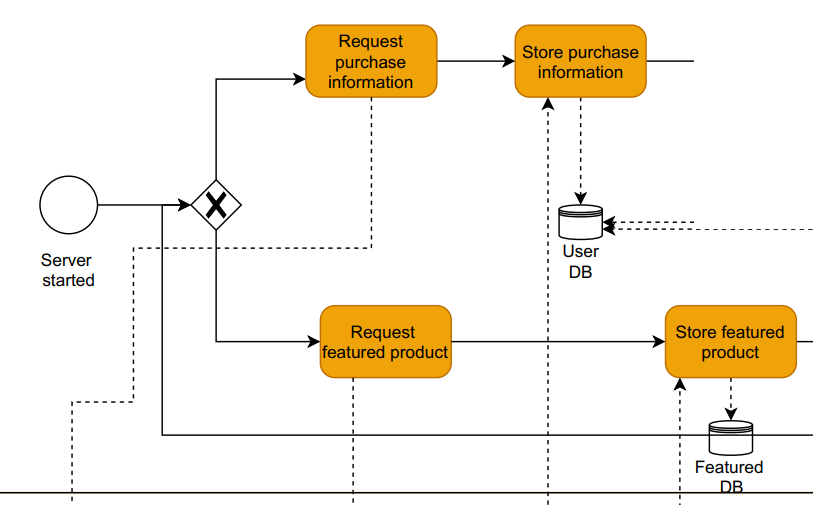 Request
purchase
information
Store purchase
information
Server
started
User
DB
Request
featured product
Store featured
product
Featured
DB